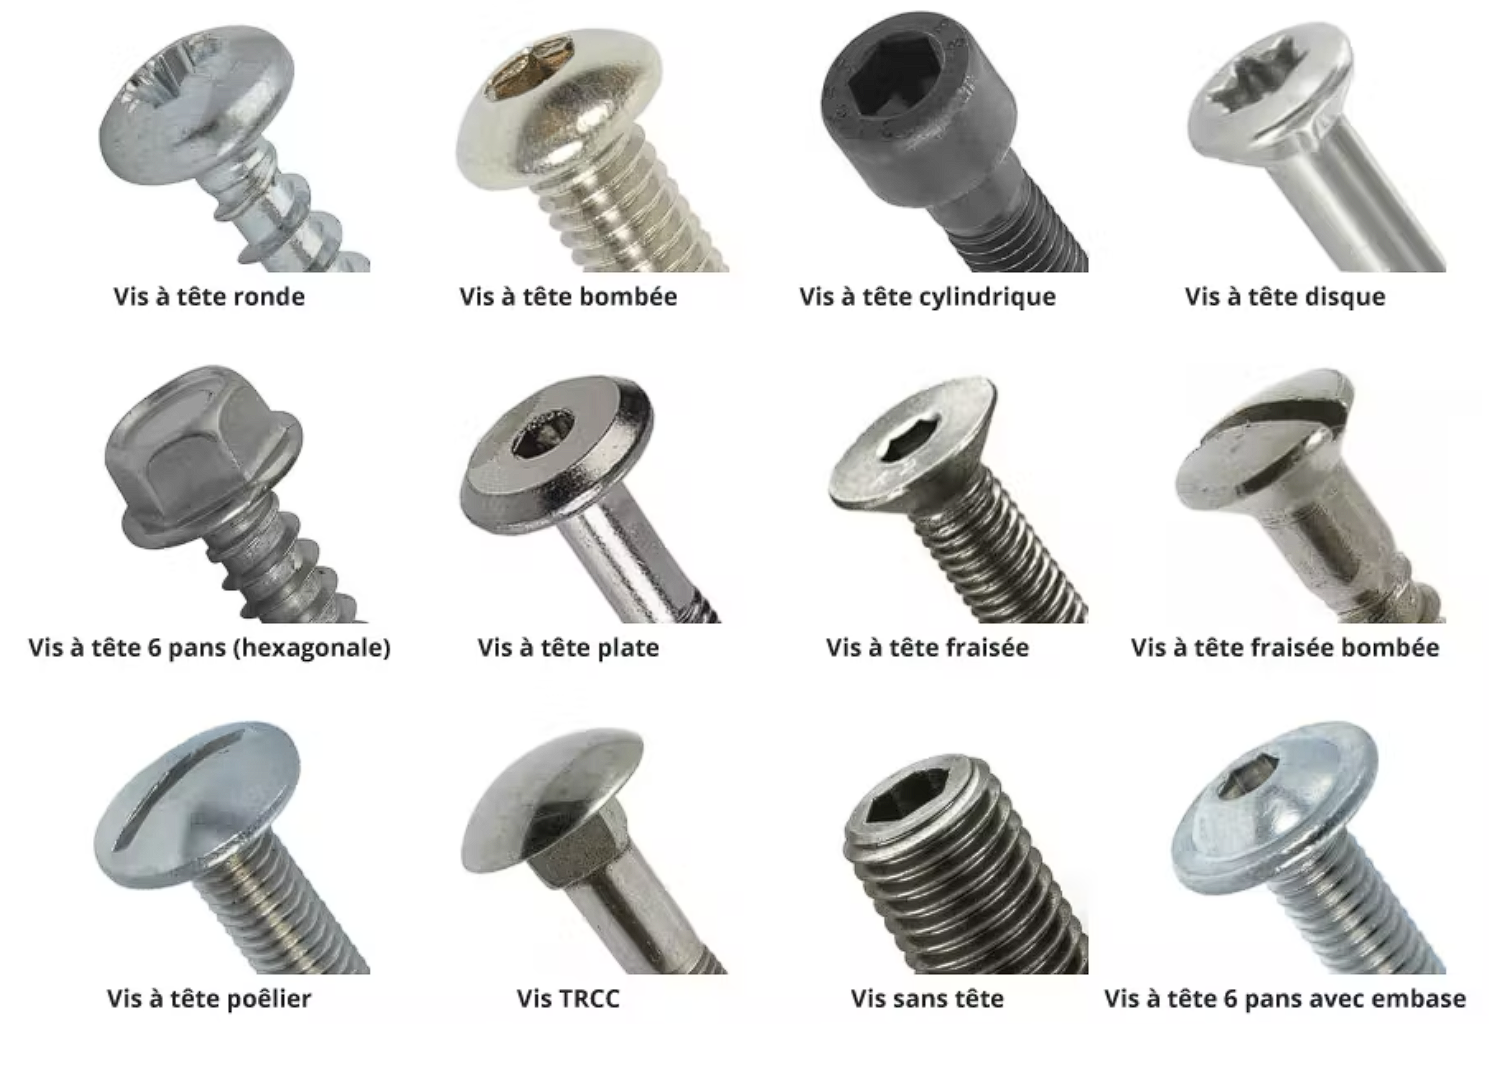 Vis à tête ronde
Vis à tête bombée
Vis à tête cylindrique
Vis à tête disque
Vis à tête 6 pans (hexagonale)
Vis à tête plate
Vis à tête fraisée
Vis à tête fraisée bombée
Vis à tête poêlier
Vis TRCC
Vis sans tête
Vis à tête 6 pans avec embase